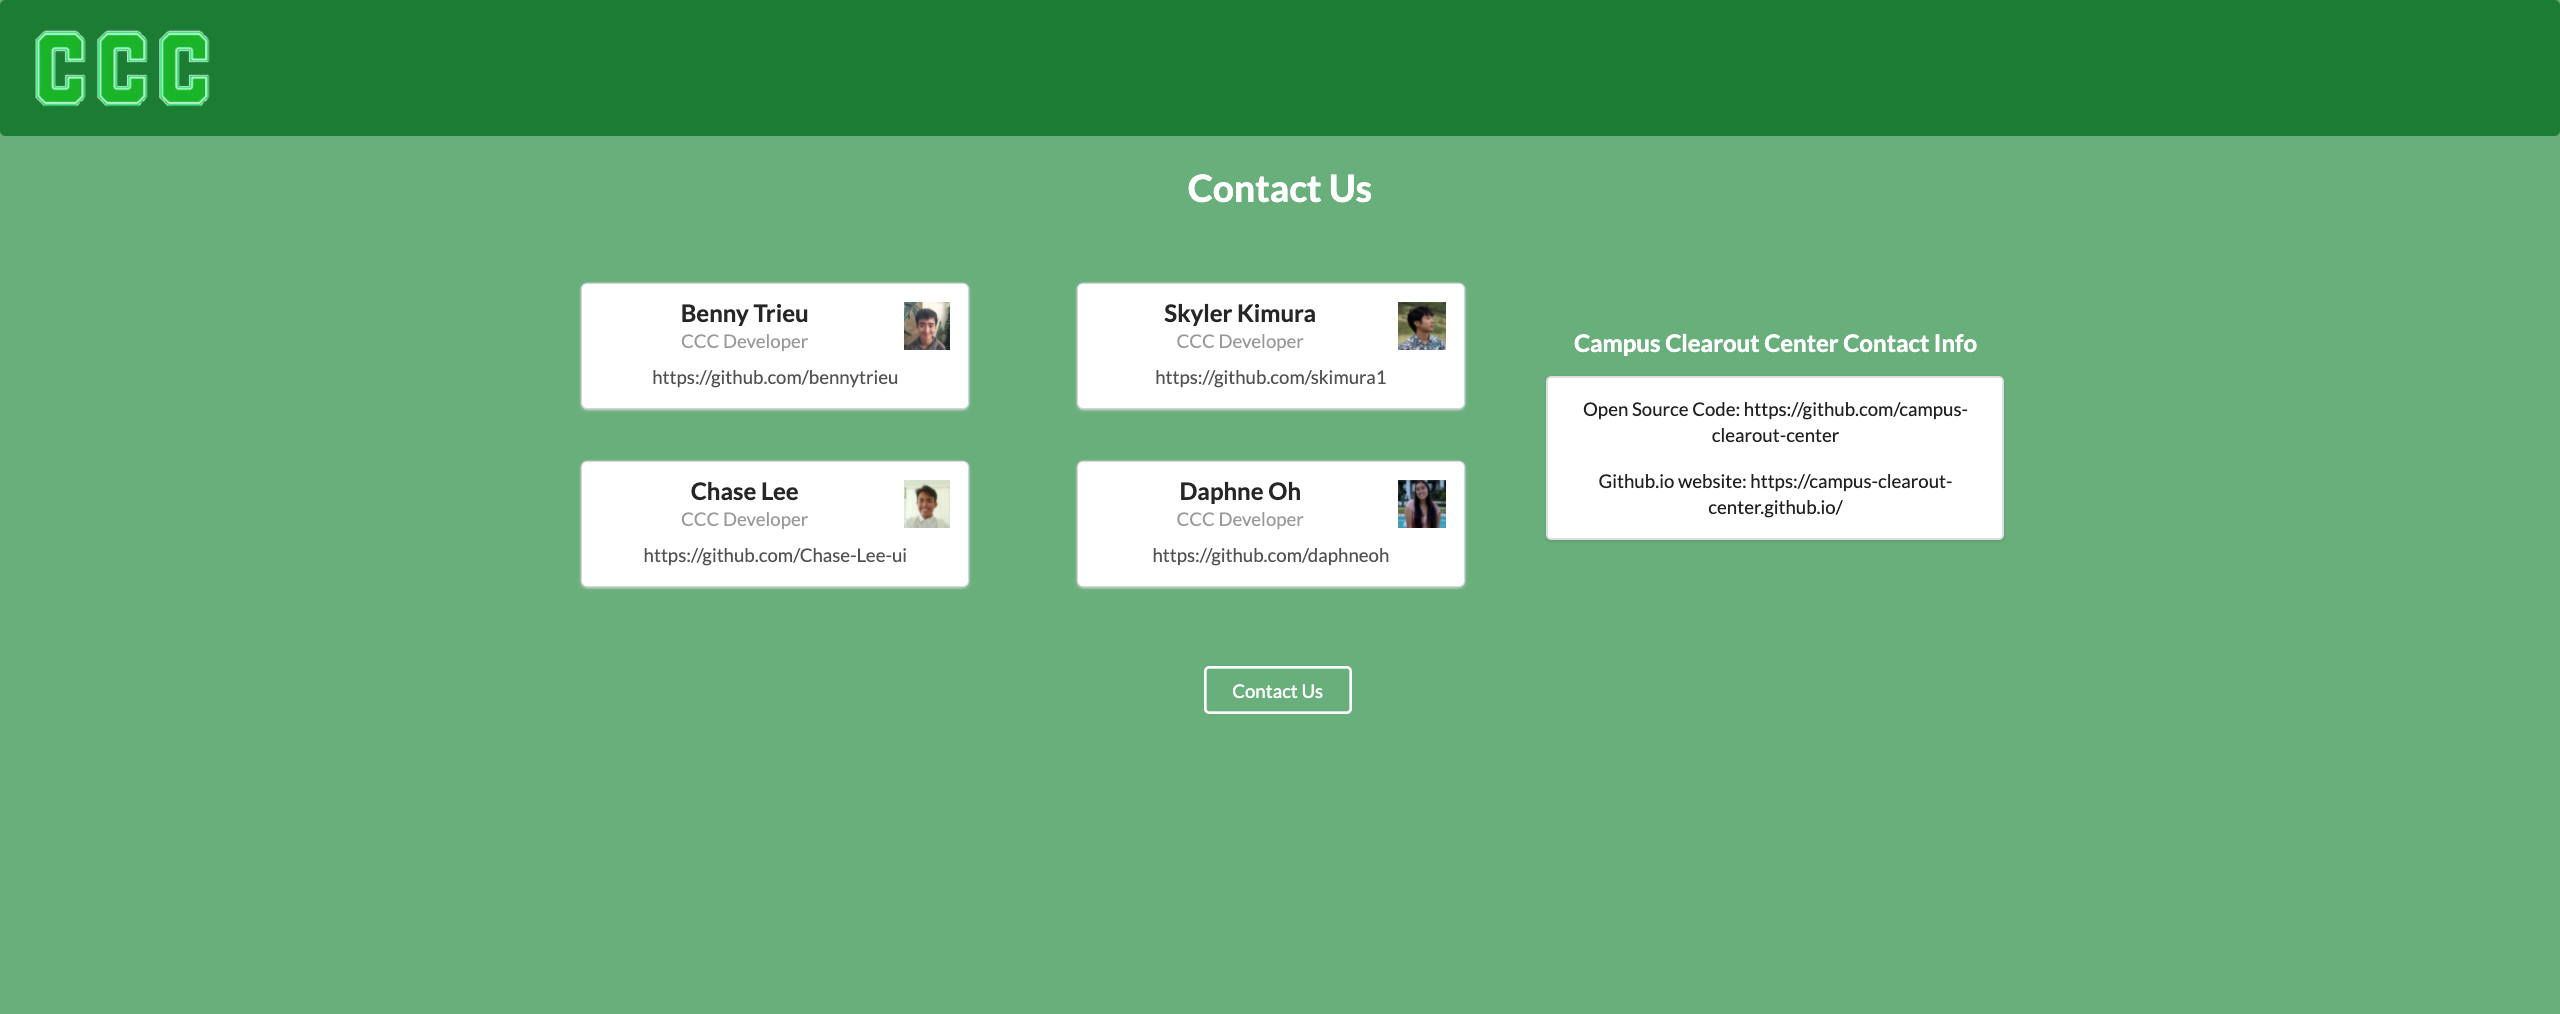 CCC
Contact Us
Benny Trieu
CCC Developer
https://github.com/bennytrieu
Skyler Kimura
CCC Developer
https://github.com/skimura1
Chase Lee
CCC Developer
https://github.com/Chase-Lee-ui
Daphne Oh
CCC Developer
https://github.com/daphneoh
Campus Clearout Center Contact Info
Open Source Code: https://github.com/campus-
clearout-center
Github.io website: https://campus-clearout-
center.github.io/
Contact Us